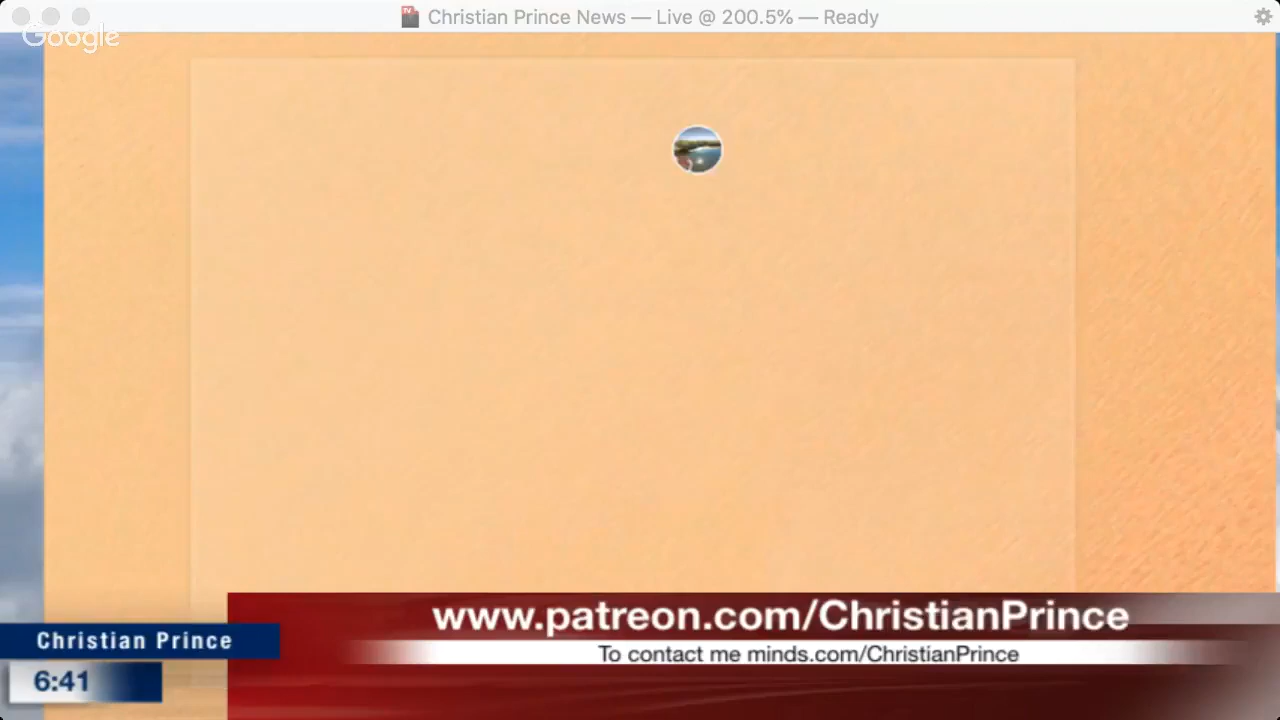 Christian Prince News — Live @ 200.5% — Ready
Google
www.patreon.com/ChristianPrince
To contact me minds.com/ChristianPrince
Christian Prince
6:41